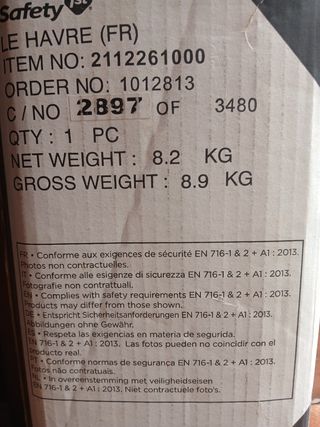 Safety 1st
LE HAVRE (FR)
ITEM NO: 2112261000
ORDER NO: 1012813
C / NO 2897 OF 3480
QTY : 1 PC
NET WEIGHT : 8.2 KG
GROSS WEIGHT : 8.9 KG
FR • Conforme aux exigences de sécurité EN 716-1 & 2 + A1 : 2013.
Photos non contractuelles.
IT • Conforme alle esigenze di sicurezza EN 716-1 & 2 + A1 : 2013.
Fotografie non contrattuali.
EN • Complies with safety requirements EN 716-1 & 2 + A1 : 2013.
Products may differ from those shown.
DE • Entspricht Sicherheitsanforderungen EN 716-1 & 2 + A1 : 2013.
Abbildungen ohne Gewähr.
ES • Respeta las exigencias en materia de segurida.
EN 716-1 & 2 + A1 : 2013. Las fotos pueden no coincidir con el
producto real.
PT • Conforme normas de segurança EN 716-1 & 2 + A1 : 2013.
Fotos não contratuais.
NL • In overeenstemming met veiligheidseisen
EN 716-1 & 2 + A1 : 2013. Niet contractuele foto's.